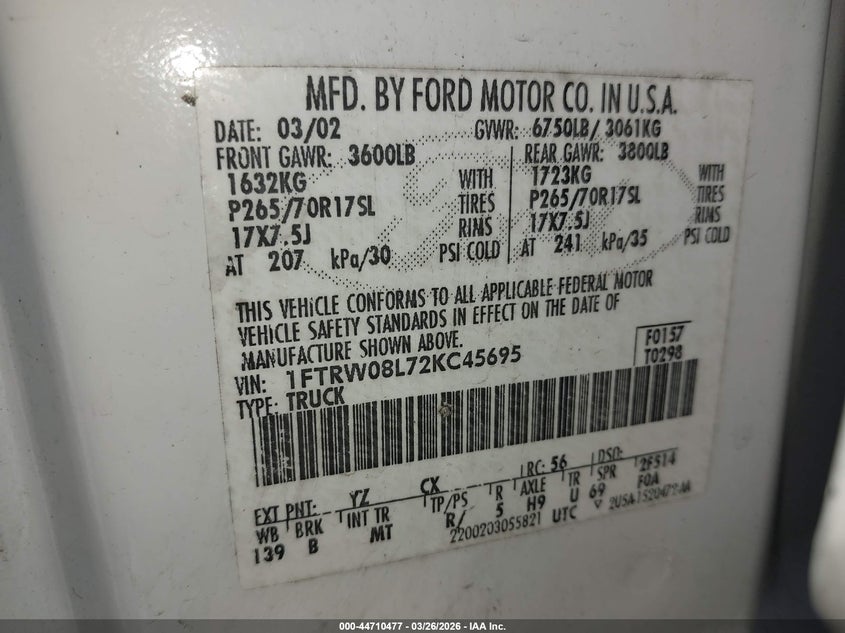 MFD. BY FORD MOTOR CO. IN U.S.A.
DATE: 03/02 GVWR: 6750LB/ 3061KG
FRONT GAWR: 3600LB REAR GAWR: 3800LB
1632KG WITH 1723KG WITH
P265/70R17SL TIRES P265/70R17SL TIRES
17X7.5J RIMS 17X7.5J RIMS
AT 207 kPa/30 PSI COLD AT 241 kPa/35 PSI COLD
THIS VEHICLE CONFORMS TO ALL APPLICABLE FEDERAL MOTOR
VEHICLE SAFETY STANDARDS IN EFFECT ON THE DATE OF
MANUFACTURE SHOWN ABOVE.
F0157
VIN: 1FTRW08L72KC45695 T0298
TYPE: TRUCK
EXT PNT: YZ CX RC: 56 DSO: 2F514
WB BRK INT TR TP/PS R AXLE TR SPR F0A
139 B MT R/ 5 H9 U 69
2200203055821 UTC ▽ 2U5A-1520472-AA
000-44710477 — 03/26/2026 — IAA Inc.